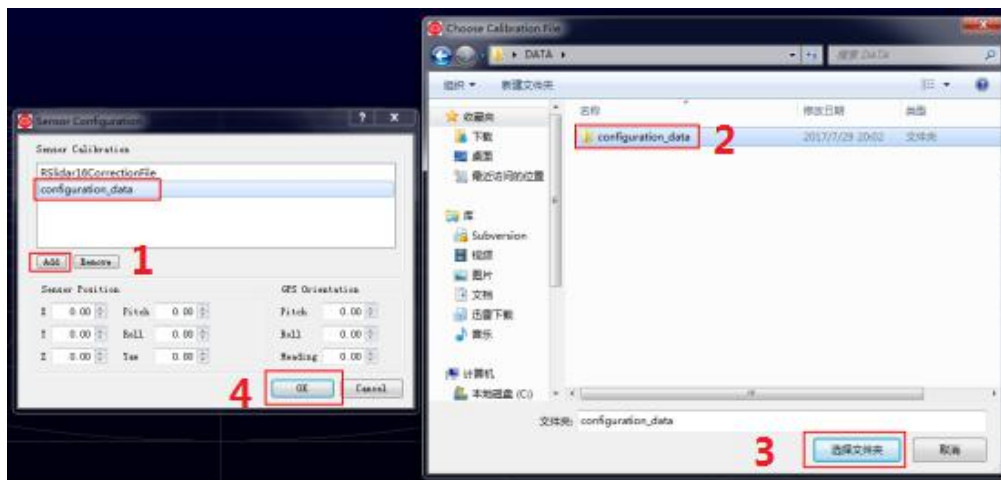 Sensor Configuration
Sensor Calibration
RSlidar16CorrectionFile
configuration_data
Add
Remove
1
Sensor Position
GPS Orientation
X 0.00 Pitch 0.00
Pitch 0.00
Y 0.00 Roll 0.00
Roll 0.00
Z 0.00 Yaw 0.00
Heading 0.00
4
OK
Cancel
Choose Calibration File
DATA
搜索 DATA
组织
新建文件夹
名称
修改日期
类型
收藏夹
下载
桌面
最近访问的位置
库
Subversion
视频
图片
文档
迅雷下载
音乐
计算机
本地磁盘 (C:)
configuration_data
2
2017/7/29 20:02
文件夹
文件夹: configuration_data
3
选择文件夹
取消